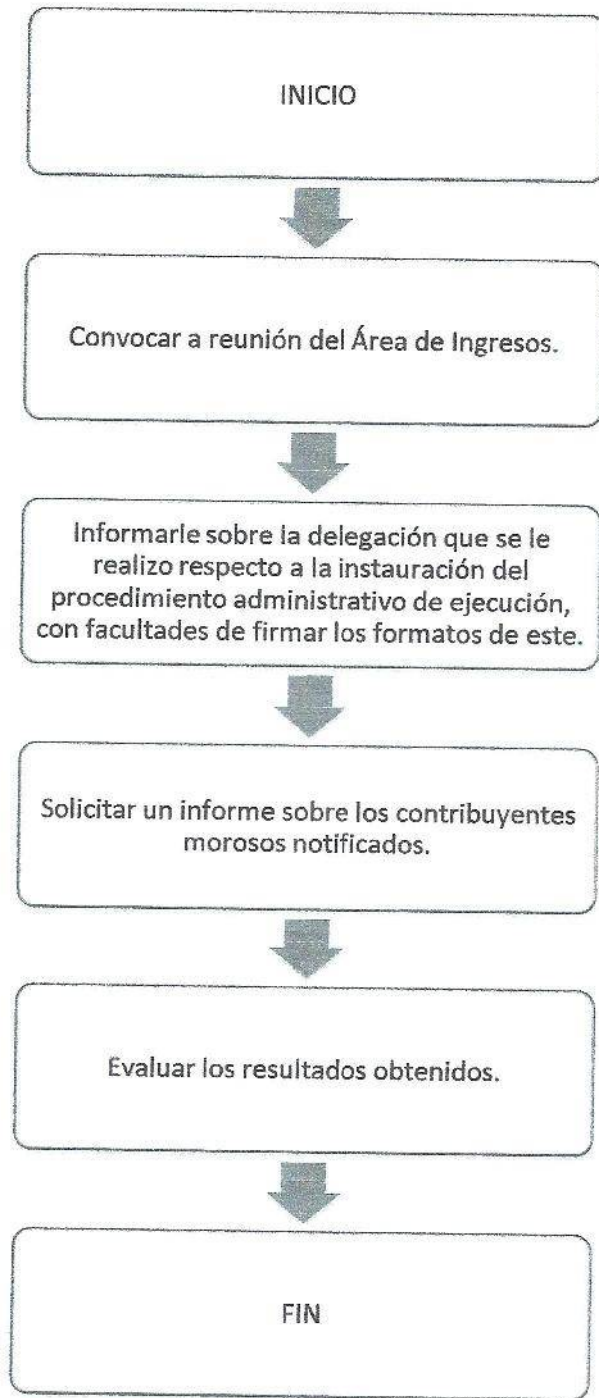 INICIO
Convocar a reunión del Área de Ingresos.
Informarle sobre la delegación que se le
realizo respecto a la instauración del
procedimiento administrativo de ejecución,
con facultades de firmar los formatos de este.
Solicitar un informe sobre los contribuyentes
morosos notificados.
Evaluar los resultados obtenidos.
FIN